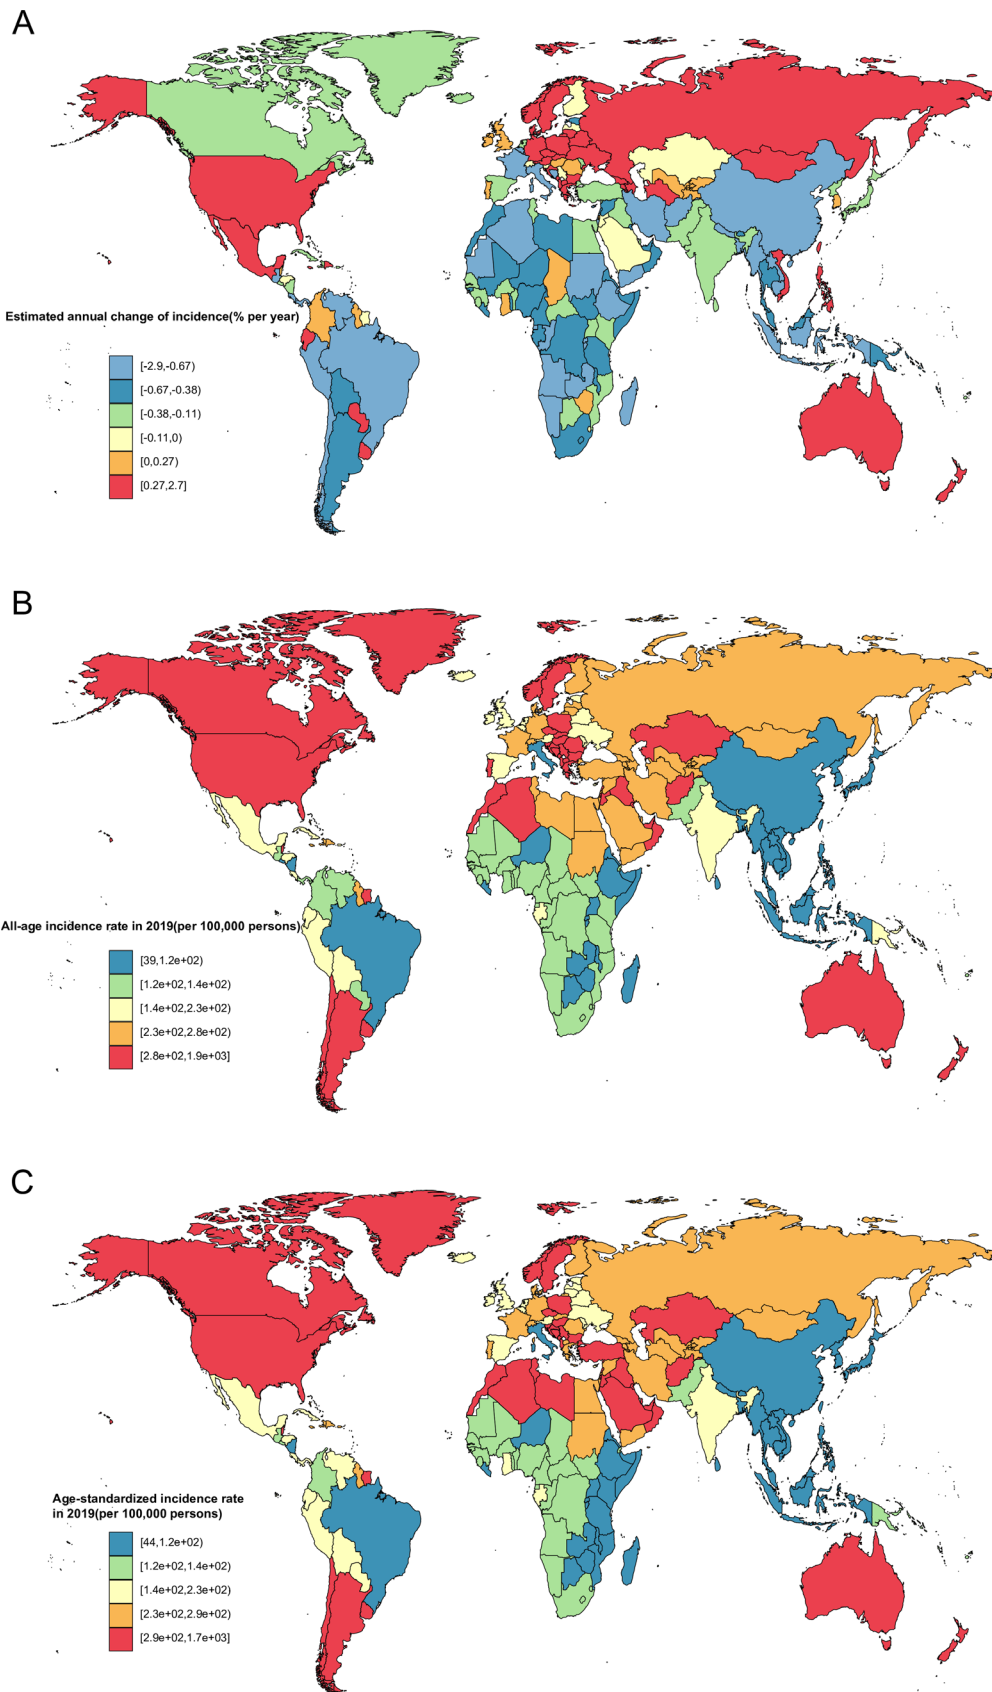 A
Estimated annual change of incidence(% per year)
[-2.9,-0.67)
[-0.67,-0.38)
[-0.38,-0.11)
[-0.11,0)
[0,0.27)
[0.27,2.7]
B
All-age incidence rate in 2019(per 100,000 persons)
[39,1.2e+02)
[1.2e+02,1.4e+02)
[1.4e+02,2.3e+02)
[2.3e+02,2.8e+02)
[2.8e+02,1.9e+03]
C
Age-standardized incidence rate
in 2019(per 100,000 persons)
[44,1.2e+02)
[1.2e+02,1.4e+02)
[1.4e+02,2.3e+02)
[2.3e+02,2.9e+02)
[2.9e+02,1.7e+03]